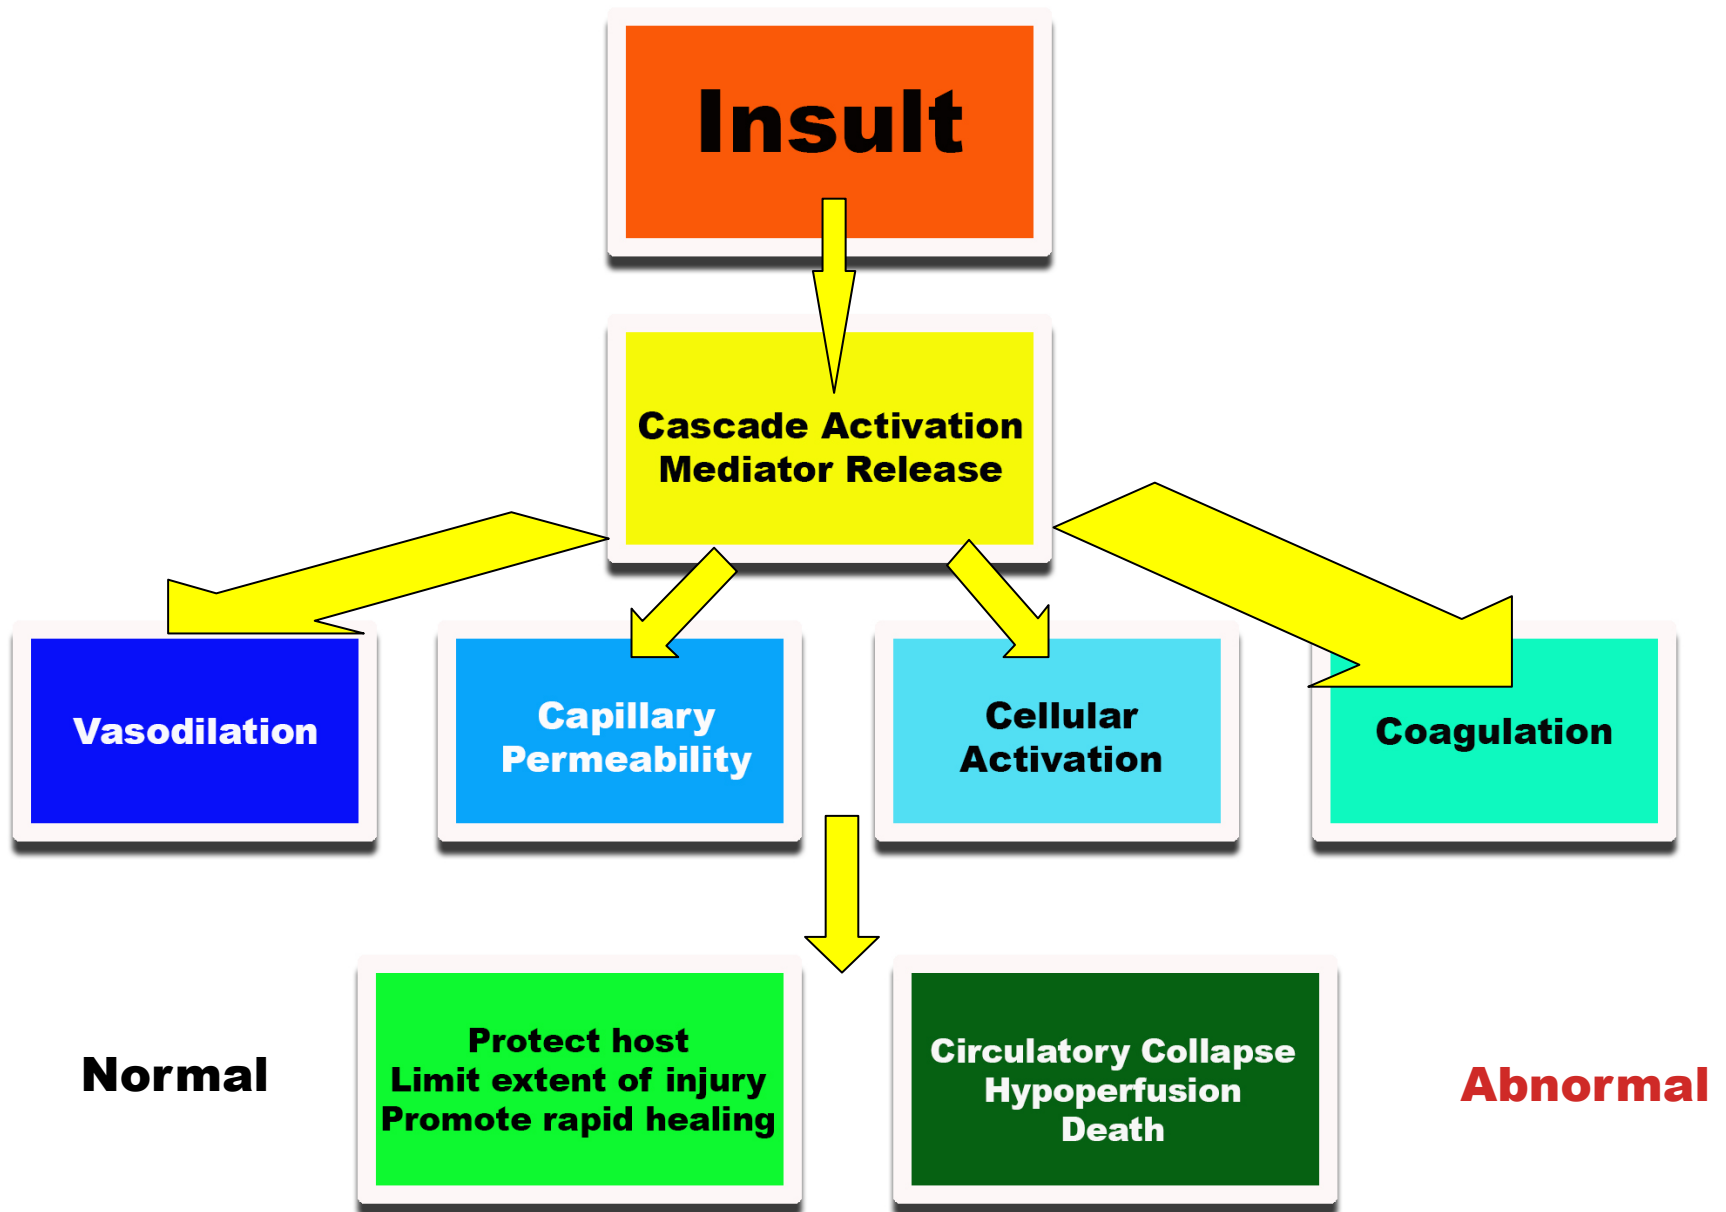 Insult
Cascade Activation
Mediator Release
Vasodilation
Capillary
Permeability
Cellular
Activation
Coagulation
Normal
Protect host
Limit extent of injury
Promote rapid healing
Circulatory Collapse
Hypoperfusion
Death
Abnormal